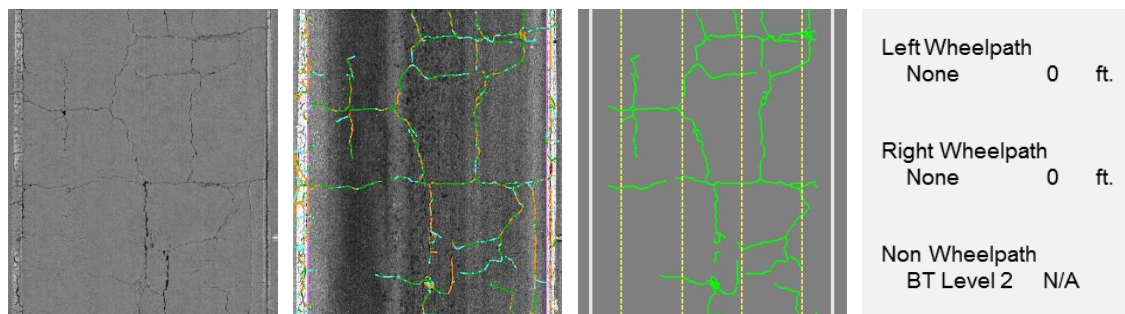 Left Wheelpath
None 0 ft.
Right Wheelpath
None 0 ft.
Non Wheelpath
BT Level 2 N/A